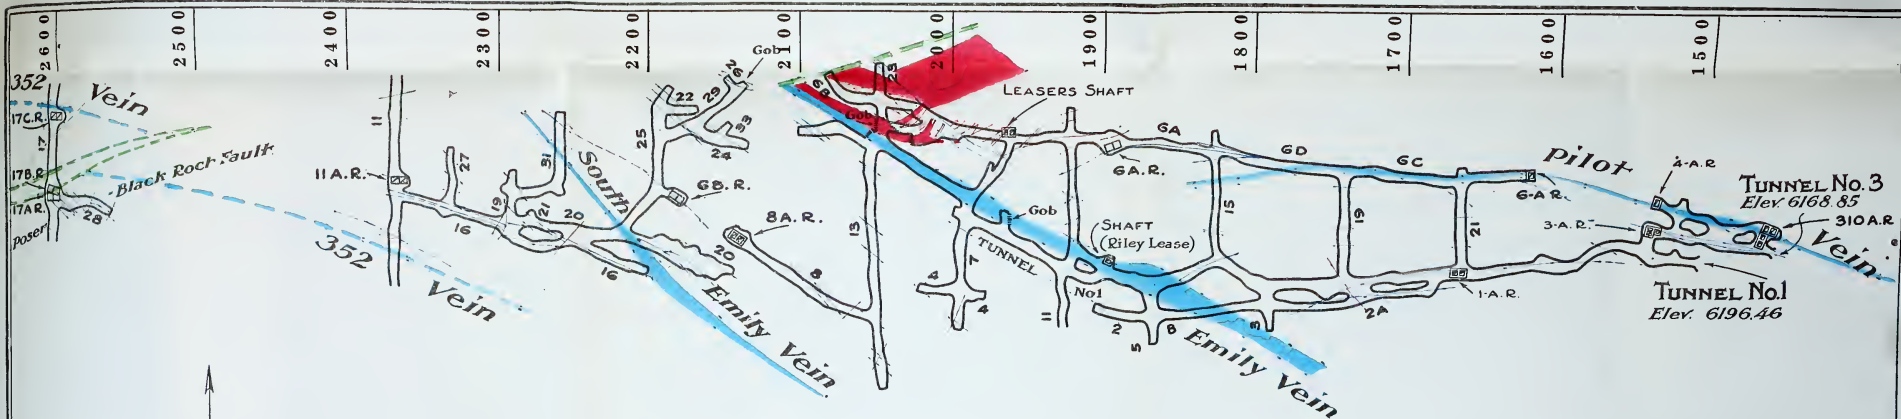 2600
2500
2400
2300
2200
2100
2000
1900
1800
1700
1600
1500
352
Vein
17C.R.
17
17B.R.
17A.R.
28
Black Rock Fault
poser
352
Vein
11
11 A.R.
27
16
19
21
31
20
16
South
Emily Vein
25
22
29
26
Gob
33
24
6B.R.
20
8A.R.
8
13
6B
23
Gob
LEASERS SHAFT
6A
6A.R.
6D
6C
6-A R
Pilot
Vein
4-A.R
TUNNEL No. 3
Elev. 6168.85
310 A.R
3-A.R.
TUNNEL No.1
Elev. 6196.46
1-A.R.
2A
21
19
15
Gob
SHAFT
(Riley Lease)
TUNNEL
No1
7
4
4
11
2
B
5
3
Emily Vein